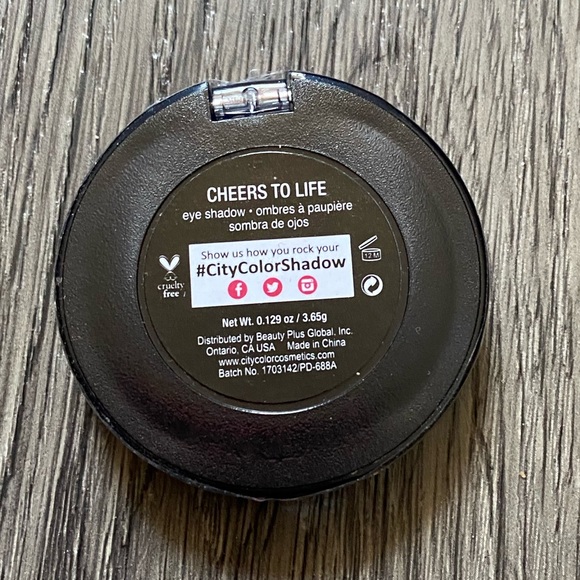 CHEERS TO LIFE
eye shadow • ombres à paupière
sombra de ojos
Show us how you rock your
#CityColorShadow
cruelty
free
12 M
Net Wt. 0.129 oz / 3.65g
Distributed by Beauty Plus Global, Inc.
Ontario, CA USA Made in China
www.citycolorcosmetics.com
Batch No. 1703142/PD-688A